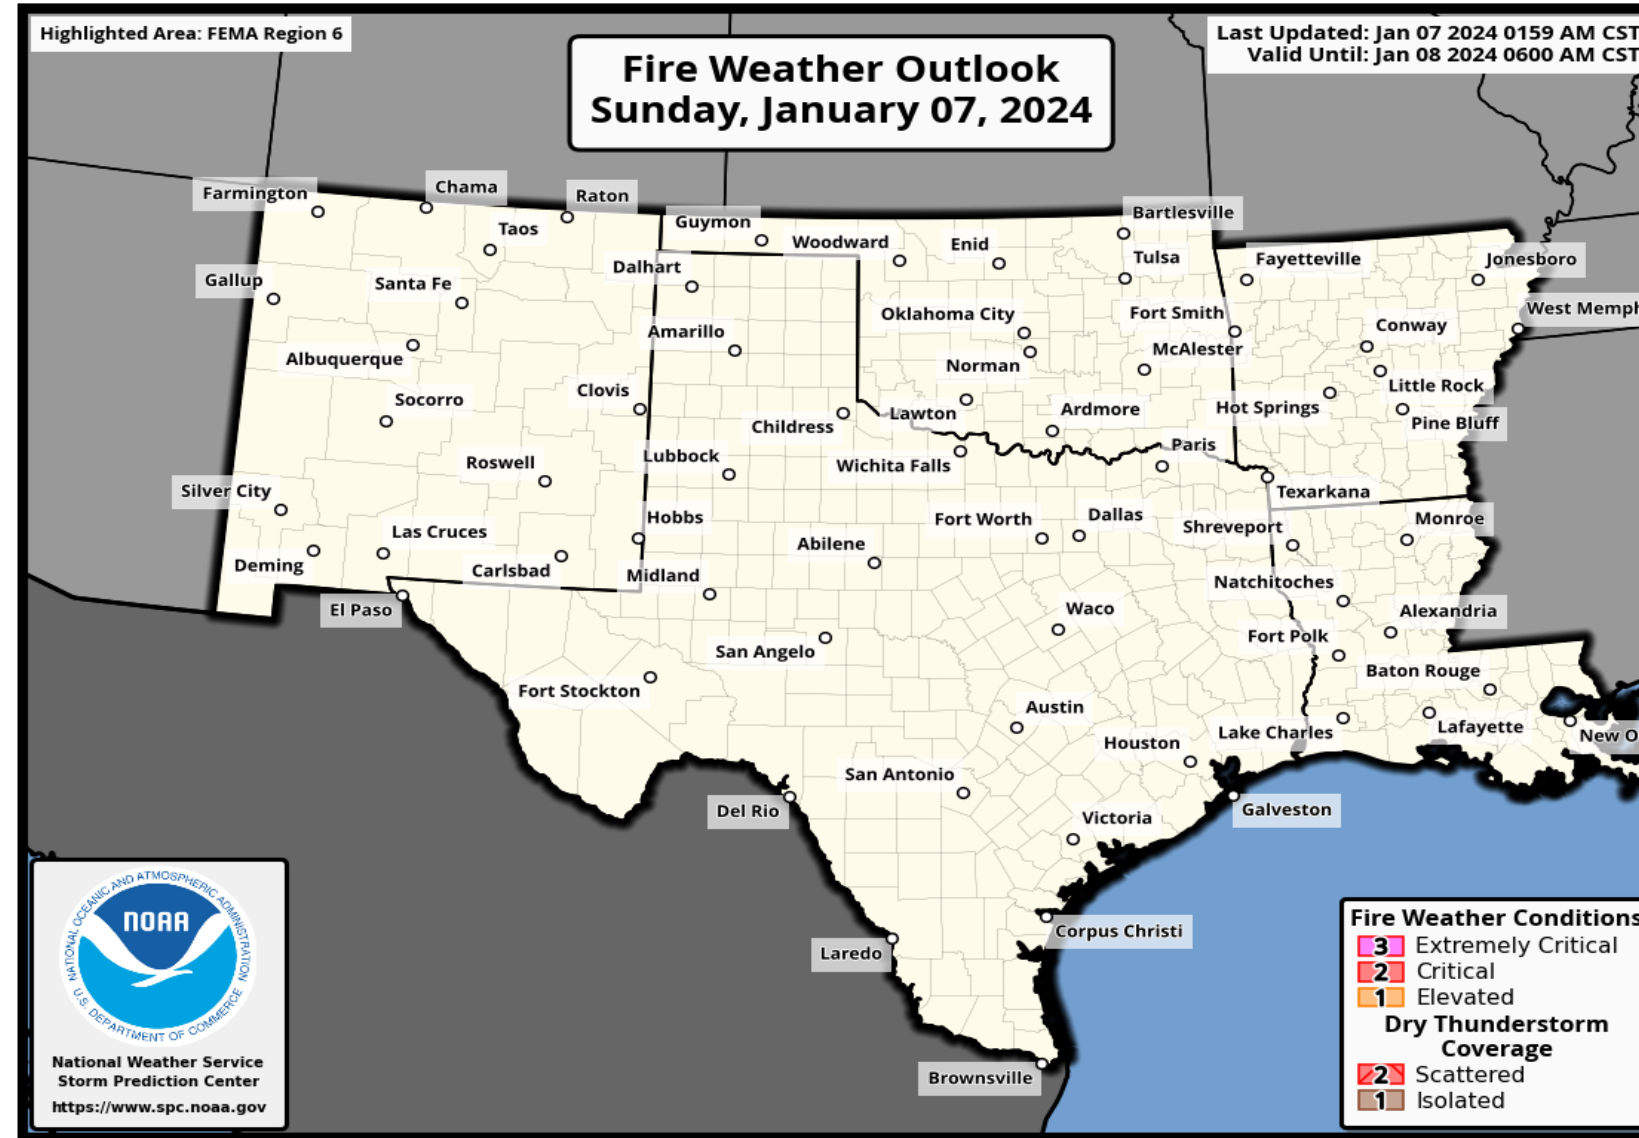 Highlighted Area: FEMA Region 6
Fire Weather Outlook
Sunday, January 07, 2024
Last Updated: Jan 07 2024 0159 AM CST
Valid Until: Jan 08 2024 0600 AM CST
Farmington
Chama
Raton
Taos
Guymon
Woodward
Enid
Bartlesville
Tulsa
Fayetteville
Jonesboro
Gallup
Santa Fe
Dalhart
Amarillo
Oklahoma City
Fort Smith
West Memph
Albuquerque
Norman
McAlester
Conway
Socorro
Clovis
Childress
Lawton
Ardmore
Hot Springs
Little Rock
Pine Bluff
Roswell
Lubbock
Wichita Falls
Paris
Silver City
Texarkana
Las Cruces
Hobbs
Abilene
Fort Worth
Dallas
Shreveport
Monroe
Deming
Carlsbad
Midland
Natchitoches
El Paso
Waco
Alexandria
San Angelo
Fort Polk
Fort Stockton
Baton Rouge
Austin
Houston
Lake Charles
Lafayette
New O
San Antonio
Del Rio
Victoria
Galveston
Corpus Christi
Laredo
Brownsville
NATIONAL OCEANIC AND ATMOSPHERIC ADMINISTRATION
NOAA
U.S. DEPARTMENT OF COMMERCE
National Weather Service
Storm Prediction Center
https://www.spc.noaa.gov
Fire Weather Conditions
3 Extremely Critical
2 Critical
1 Elevated
Dry Thunderstorm
Coverage
2 Scattered
1 Isolated